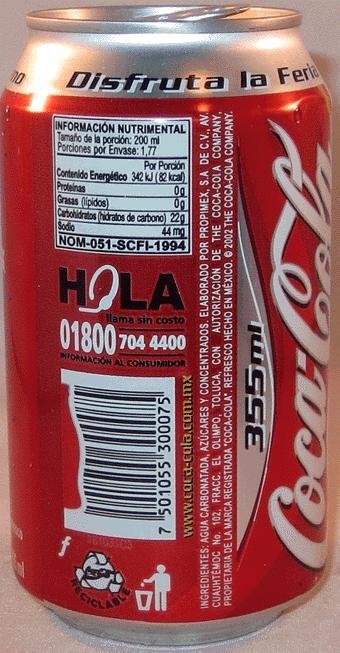 Disfruta la Feria
INFORMACIÓN NUTRIMENTAL
Tamaño de la porción: 200 ml
Porciones por Envase: 1,77
Por Porción
Contenido Energético 342 kJ (82 kcal)
Proteínas 0g
Grasas (lípidos) 0g
Carbohidratos (hidratos de carbono) 22g
Sodio 44 mg
NOM-051-SCFI-1994
HOLA
llama sin costo
01800 704 4400
INFORMACIÓN AL CONSUMIDOR
7 501055 300075
www.coca-cola.com.mx
RECICLABLE
INGREDIENTES: AGUA CARBONATADA, AZÚCARES Y CONCENTRADOS. ELABORADO POR PROPIMEX, S.A. DE C.V., AV.
CUAUHTÉMOC No. 102, FRACC. EL OLIMPO, TOLUCA, CON AUTORIZACIÓN DE THE COCA-COLA COMPANY,
PROPIETARIA DE LA MARCA REGISTRADA "COCA-COLA". REFRESCO HECHO EN MÉXICO. © 2002 THE COCA-COLA COMPANY.
355ml
Coca-Cola